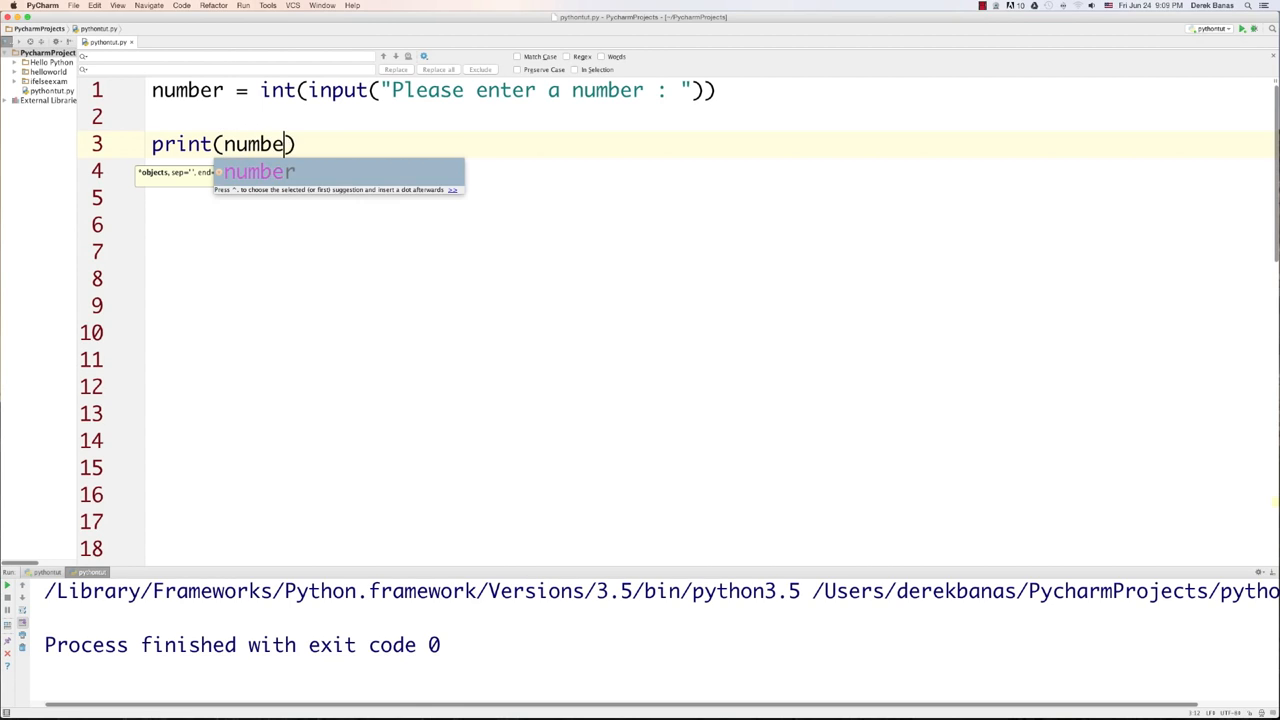 PyCharm File Edit View Navigate Code Refactor Run Tools VCS Window Help 10 Fri Jun 24 9:09 PM Derek Banas
pythontut.py - PycharmProjects - [~/PycharmProjects]
PycharmProjects pythontut.py pythontut
pythontut.py ×
PycharmProject
Match Case Regex Words
Hello Python
Replace Replace all Exclude Preserve Case In Selection
helloworld
ifelseexam
pythontut.py
External Librarie
1 number = int(input("Please enter a number : "))
2
3 print(numbe)
4 *objects, sep='', end= number
Press ^. to choose the selected (or first) suggestion and insert a dot afterwards >>
5
6
7
8
9
10
11
12
13
14
15
16
17
18
Run: pythontut pythontut
/Library/Frameworks/Python.framework/Versions/3.5/bin/python3.5 /Users/derekbanas/PycharmProjects/pytho
Process finished with exit code 0
3:12 LF÷ UTF-8÷